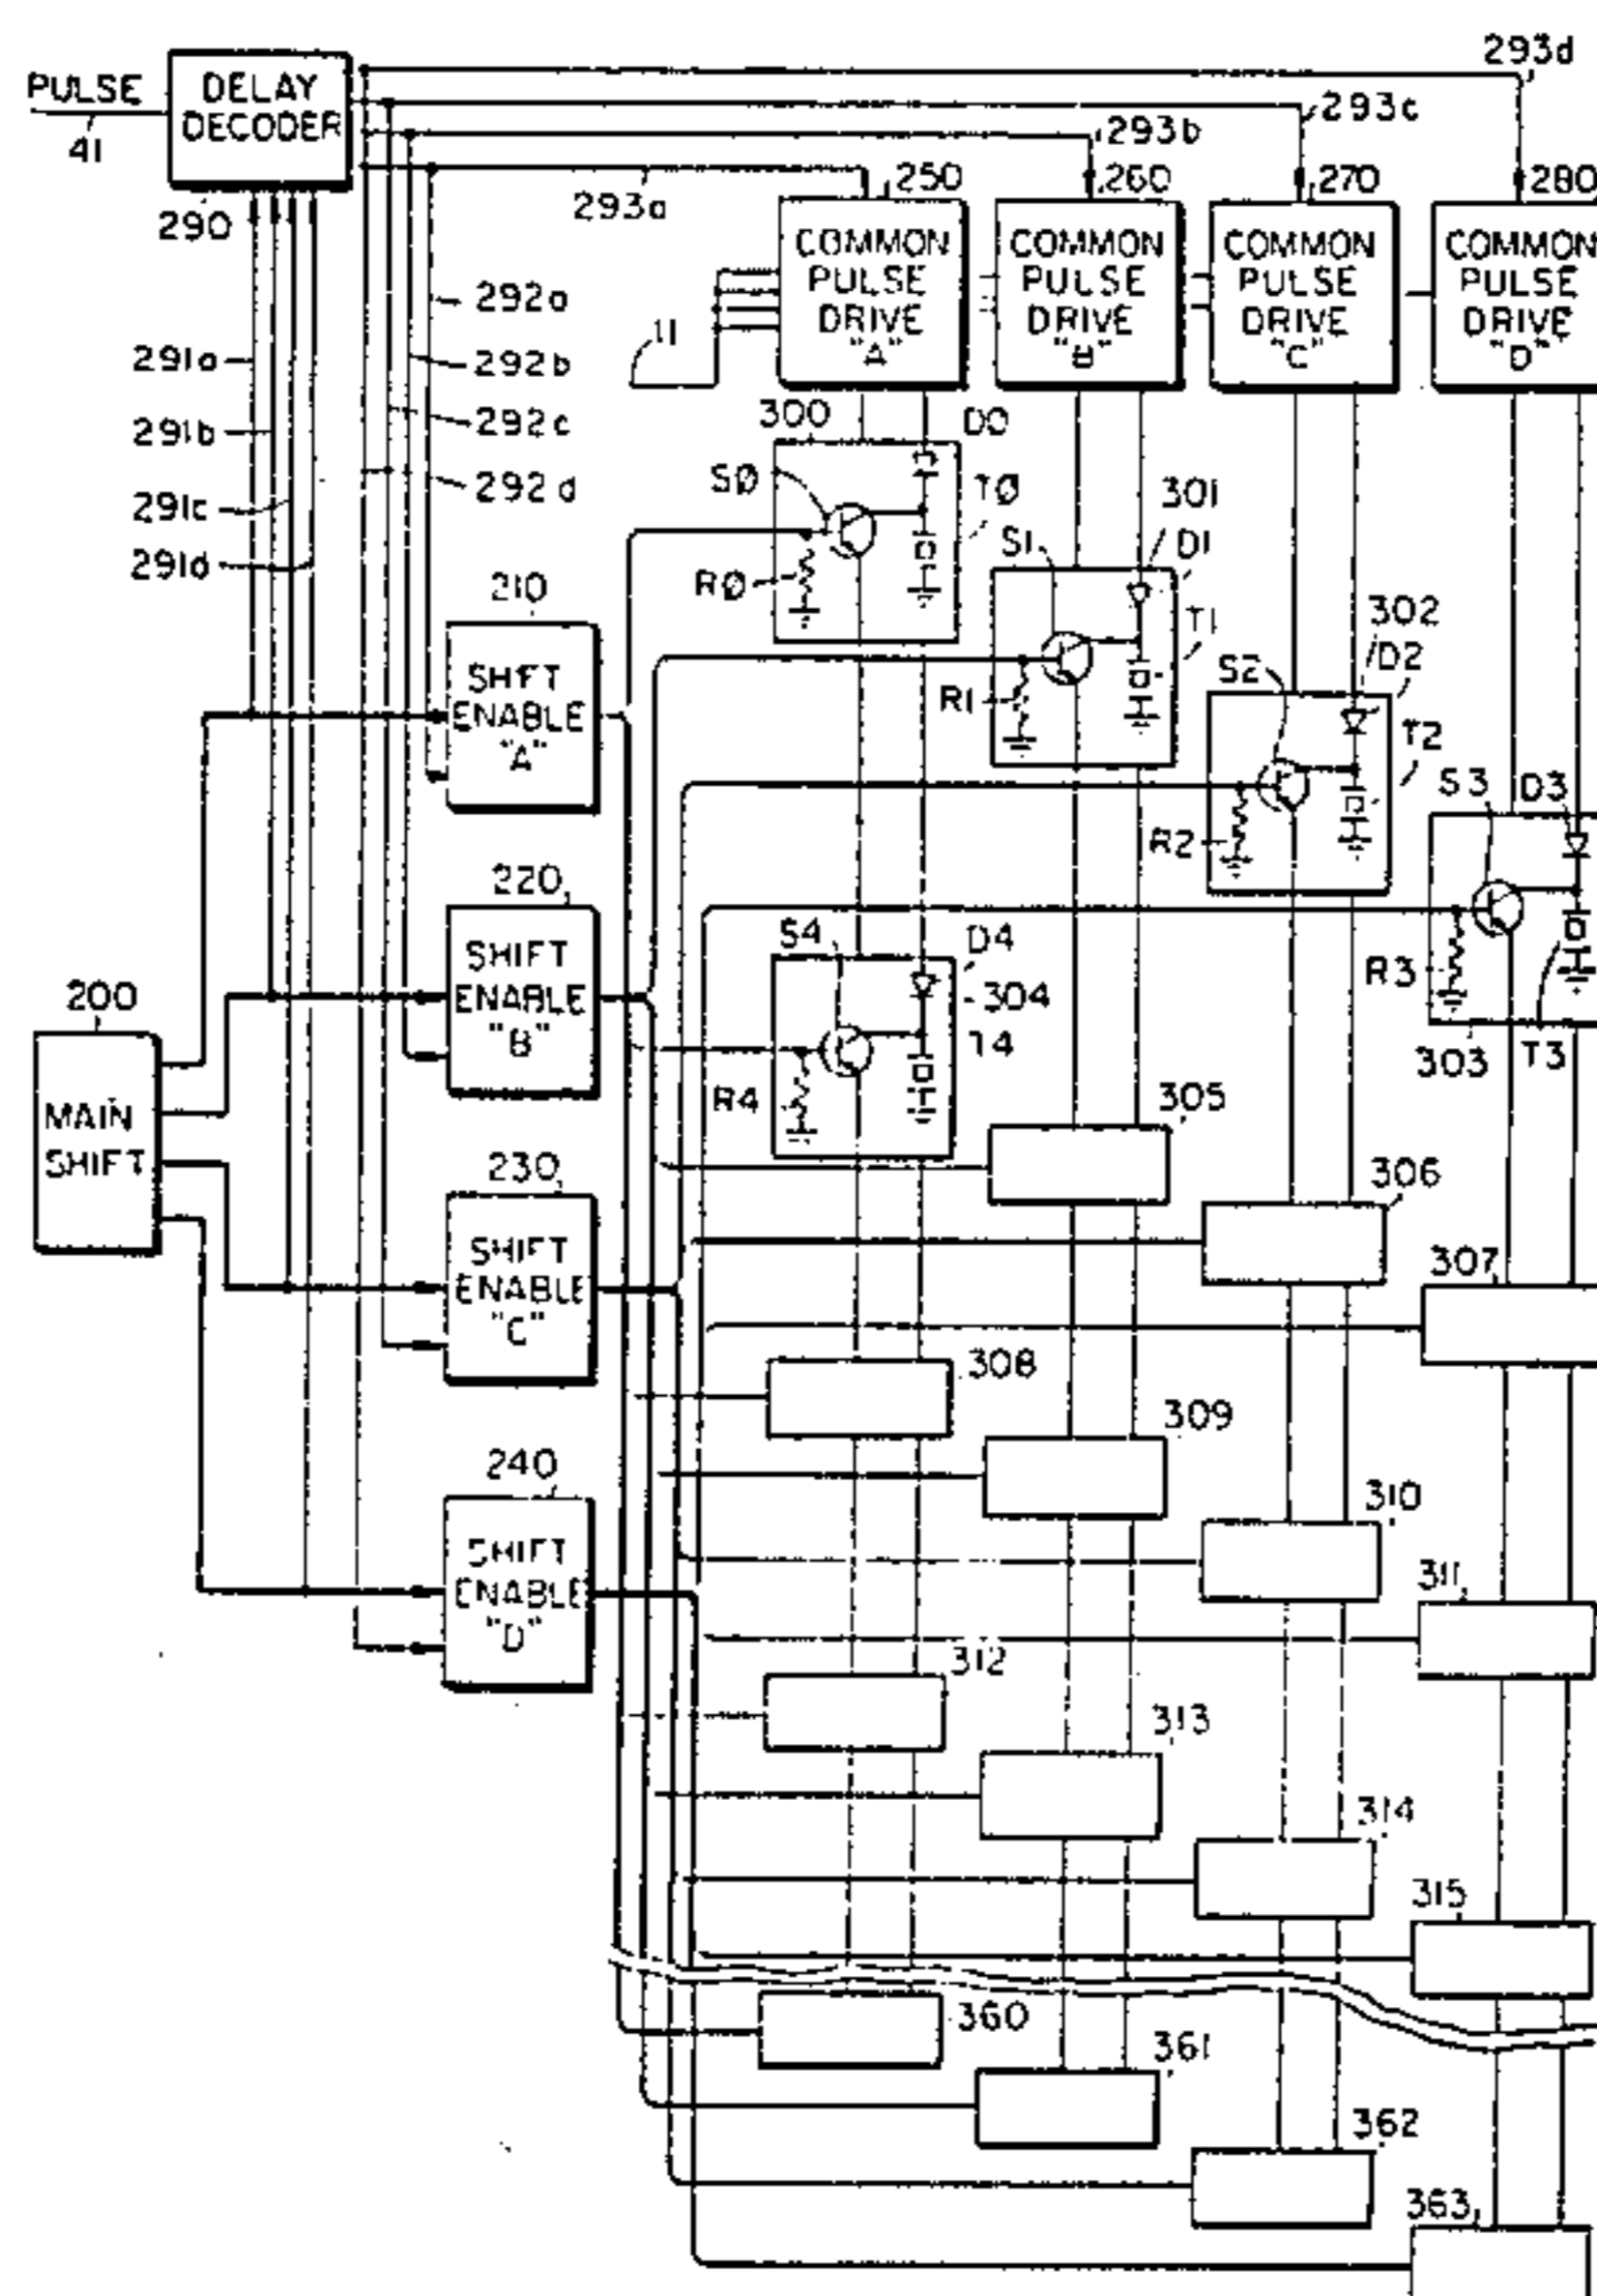 293d
PULSE
DELAY
DECODER
41
290
293c
293b
293a
250
260
270
280
COMMON
PULSE
DRIVE
"A"
COMMON
PULSE
DRIVE
"B"
COMMON
PULSE
DRIVE
"C"
COMMON
PULSE
DRIVE
"D"
11
292a
292b
292c
292d
291a
291b
291c
291d
300
D0
SØ
TØ
RØ
301
S1
D1
T1
R1
302
S2
D2
T2
R2
S3
D3
R3
303
T3
210
SHIFT
ENABLE
"A"
220
SHIFT
ENABLE
"B"
S4
D4
304
T4
R4
200
MAIN
SHIFT
230
SHIFT
ENABLE
"C"
240
SHIFT
ENABLE
"D"
305
306
307
308
309
310
311
312
313
314
315
360
361
362
363